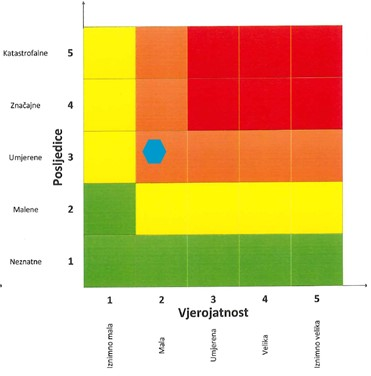 Katastrofalne 5
Značajne 4
Umjerene 3
Malene 2
Neznatne 1
Posljedice
1 2 3 4 5
Vjerojatnost
Iznimno mala
Mala
Umjerena
Velika
Iznimno velika